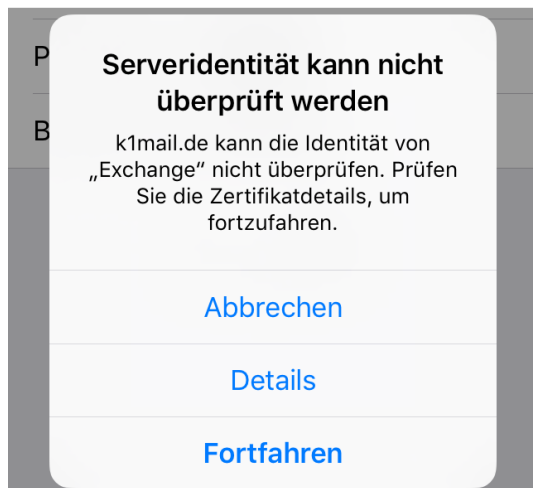 P
Serveridentität kann nicht
überprüft werden
B
k1mail.de kann die Identität von
„Exchange“ nicht überprüfen. Prüfen
Sie die Zertifikatdetails, um
fortzufahren.
Abbrechen
Details
Fortfahren